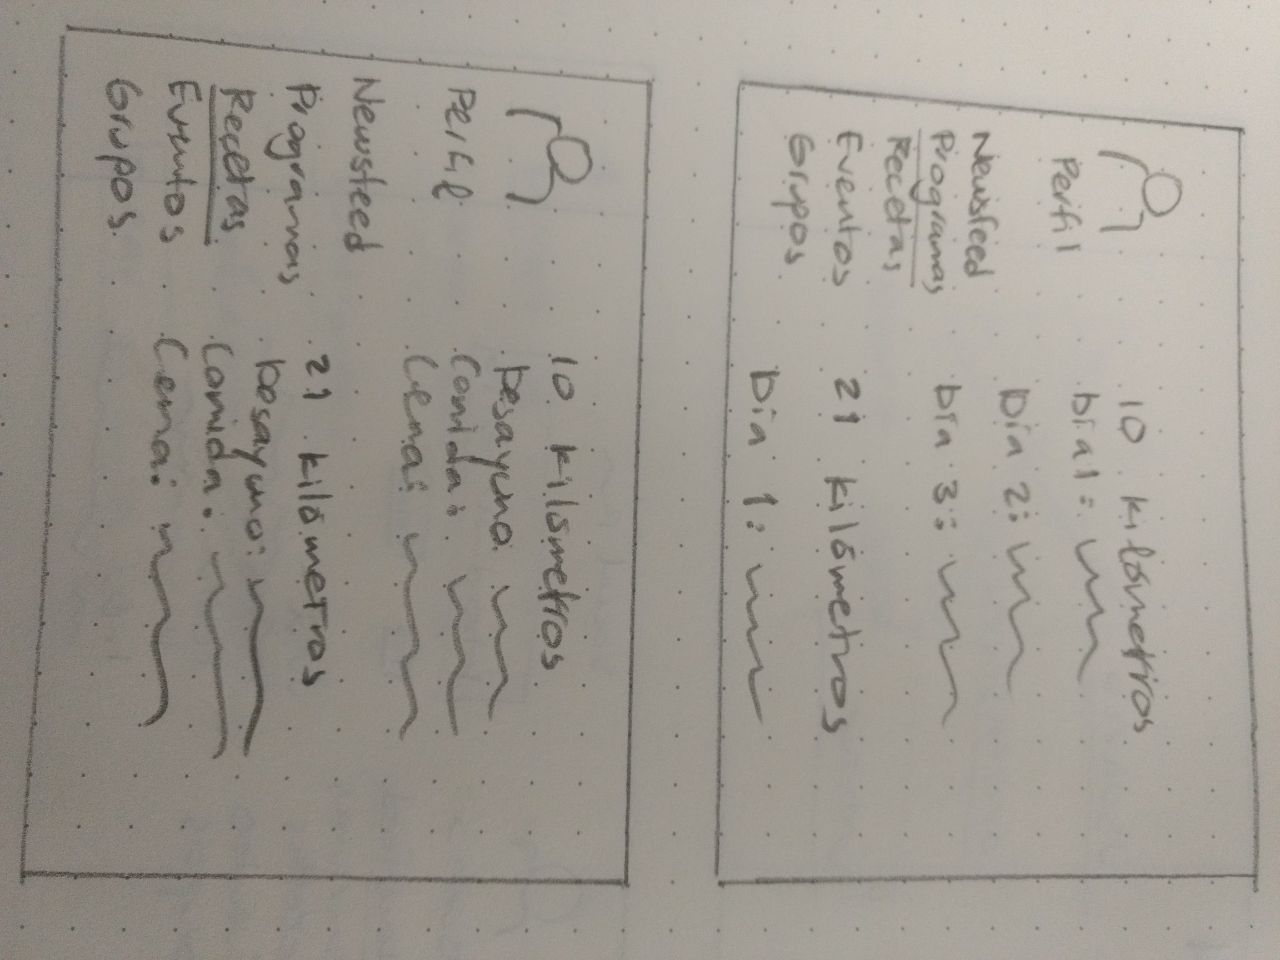 Perfil
Newsfeed
Programas
Recetas
Eventos
Grupos
10 kilómetros
Día 1:
Día 2:
Día 3:
21 kilómetros
Día 1:
Perfil
Newsfeed
Programas
Recetas
Eventos
Grupos
10 kilómetros
Desayuno
Comida:
Cena:
21 kilómetros
Desayuno:
Comida:
Cena: